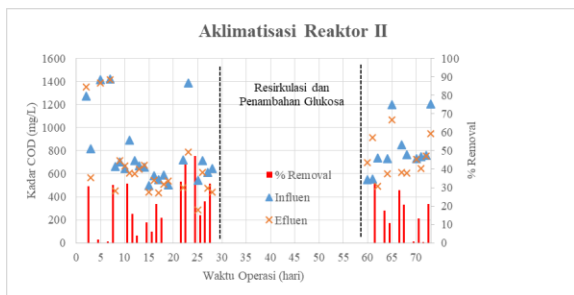 Aklimatisasi Reaktor II
1600
1400
1200
1000
800
600
400
200
0
Kadar COD (mg/L)
100
90
80
70
60
50
40
30
20
10
0
% Removal
Resirkulasi dan
Penambahan Glukosa
% Removal
Influen
Efluen
0 5 10 15 20 25 30 35 40 45 50 55 60 65 70 75
Waktu Operasi (hari)